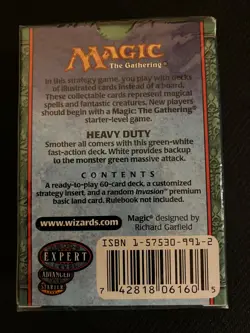 MAGIC
The Gathering®
In this strategy game, you play with decks
of illustrated cards instead of a board.
These collectable cards represent magical
spells and fantastic creatures. New players
should begin with a Magic: The Gathering®
starter-level game.
HEAVY DUTY
Smother all comers with this green-white
fast-action deck. White provides backup
to the monster green massive attack.
CONTENTS
A ready-to-play 60-card deck, a customized
strategy insert, and a random Invasion™ premium
basic land card. Rulebook not included.
www.wizards.com
Magic® designed by
Richard Garfield
ISBN 1-57530-991-2
EXPERT
ADVANCED
STARTER
7 42818 06160 5